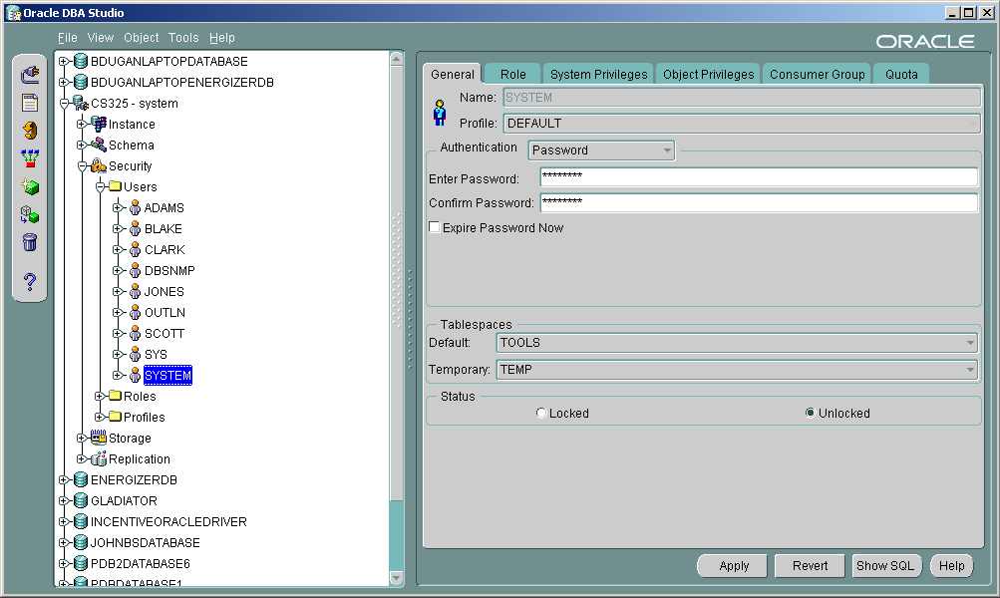 Oracle DBA Studio
File View Object Tools Help
ORACLE
BDUGANLAPTOPDATABASE
BDUGANLAPTOPENERGIZERDB
CS325 - system
Instance
Schema
Security
Users
ADAMS
BLAKE
CLARK
DBSNMP
JONES
OUTLN
SCOTT
SYS
SYSTEM
Roles
Profiles
Storage
Replication
ENERGIZERDB
GLADIATOR
INCENTIVEORACLEDRIVER
JOHNBSDATABASE
PDB2DATABASE6
PDBDATABASE1
General Role System Privileges Object Privileges Consumer Group Quota
Name: SYSTEM
Profile: DEFAULT
Authentication Password
Enter Password: ********
Confirm Password: ********
Expire Password Now
Tablespaces
Default: TOOLS
Temporary: TEMP
Status
Locked Unlocked
Apply Revert Show SQL Help